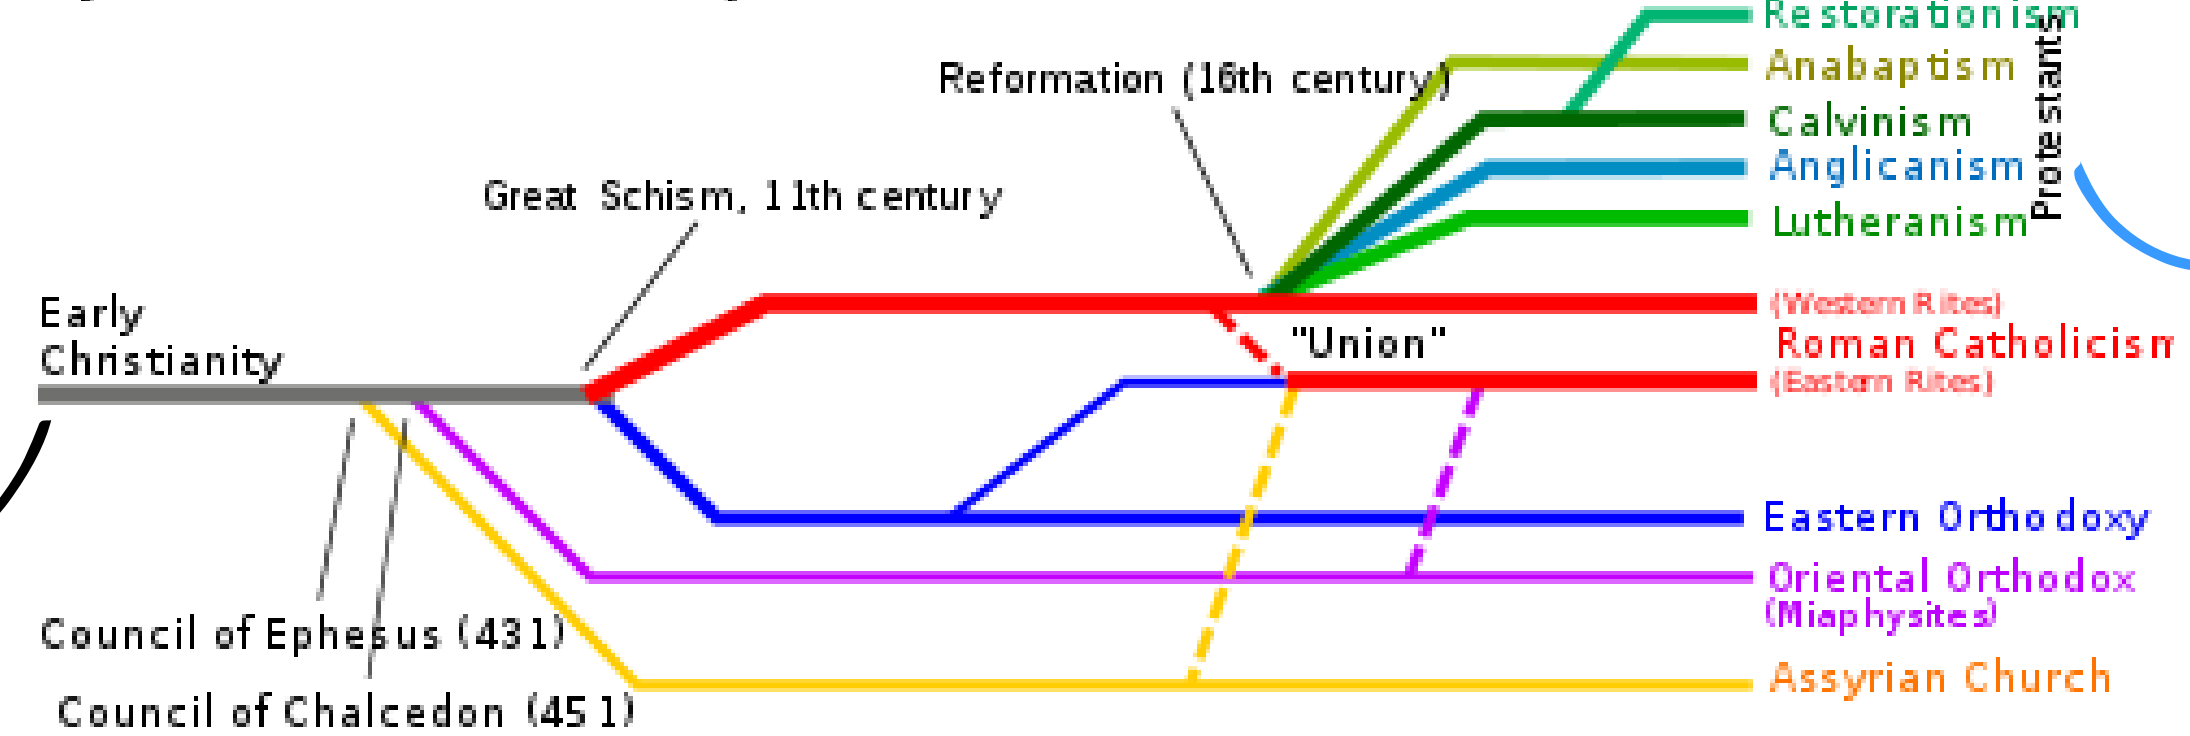 Restorationism
Anabaptism
Reformation (16th century)
Calvinism
Anglicanism
Lutheranism
Protestants
Great Schism, 11th century
Early
Christianity
(Western Rites)
"Union"
Roman Catholicism
(Eastern Rites)
Eastern Orthodoxy
Oriental Orthodox
(Miaphysites)
Council of Ephesus (431)
Assyrian Church
Council of Chalcedon (451)